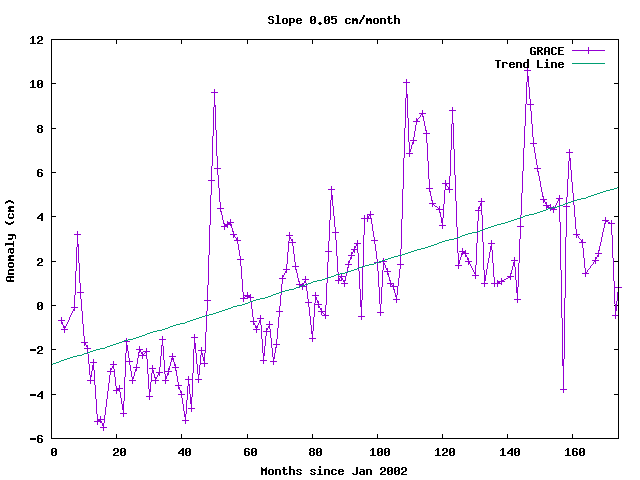 Slope 0.05 cm/month
12
GRACE
Trend Line
10
8
6
4
2
0
-2
-4
-6
Anomaly (cm)
0 20 40 60 80 100 120 140 160
Months since Jan 2002